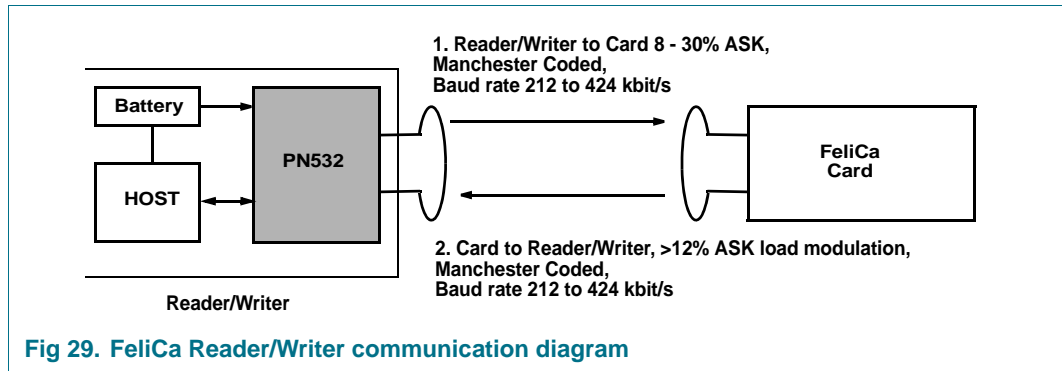 1. Reader/Writer to Card 8 - 30% ASK,
Manchester Coded,
Baud rate 212 to 424 kbit/s
Battery
PN532
HOST
FeliCa
Card
2. Card to Reader/Writer, >12% ASK load modulation,
Manchester Coded,
Baud rate 212 to 424 kbit/s
Reader/Writer
Fig 29. FeliCa Reader/Writer communication diagram